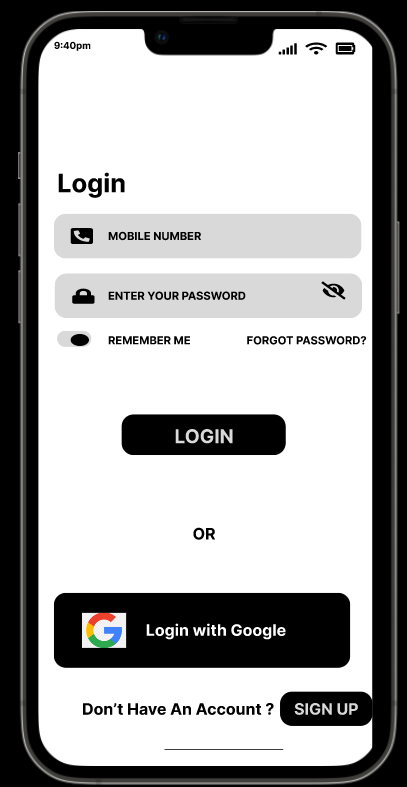 9:40pm
Login
MOBILE NUMBER
ENTER YOUR PASSWORD
REMEMBER ME FORGOT PASSWORD?
LOGIN
OR
Login with Google
Don’t Have An Account ? SIGN UP